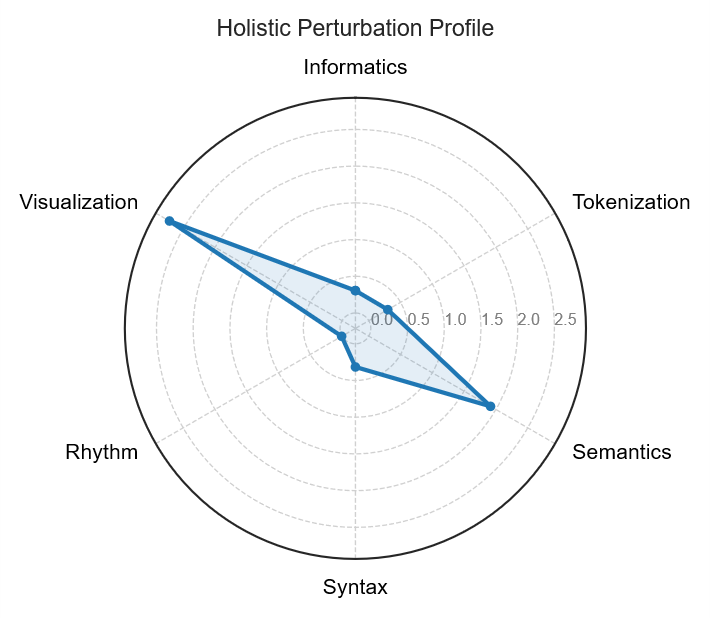 Holistic Perturbation Profile
Informatics
Visualization
Tokenization
0.0 0.5 1.0 1.5 2.0 2.5
Rhythm
Semantics
Syntax